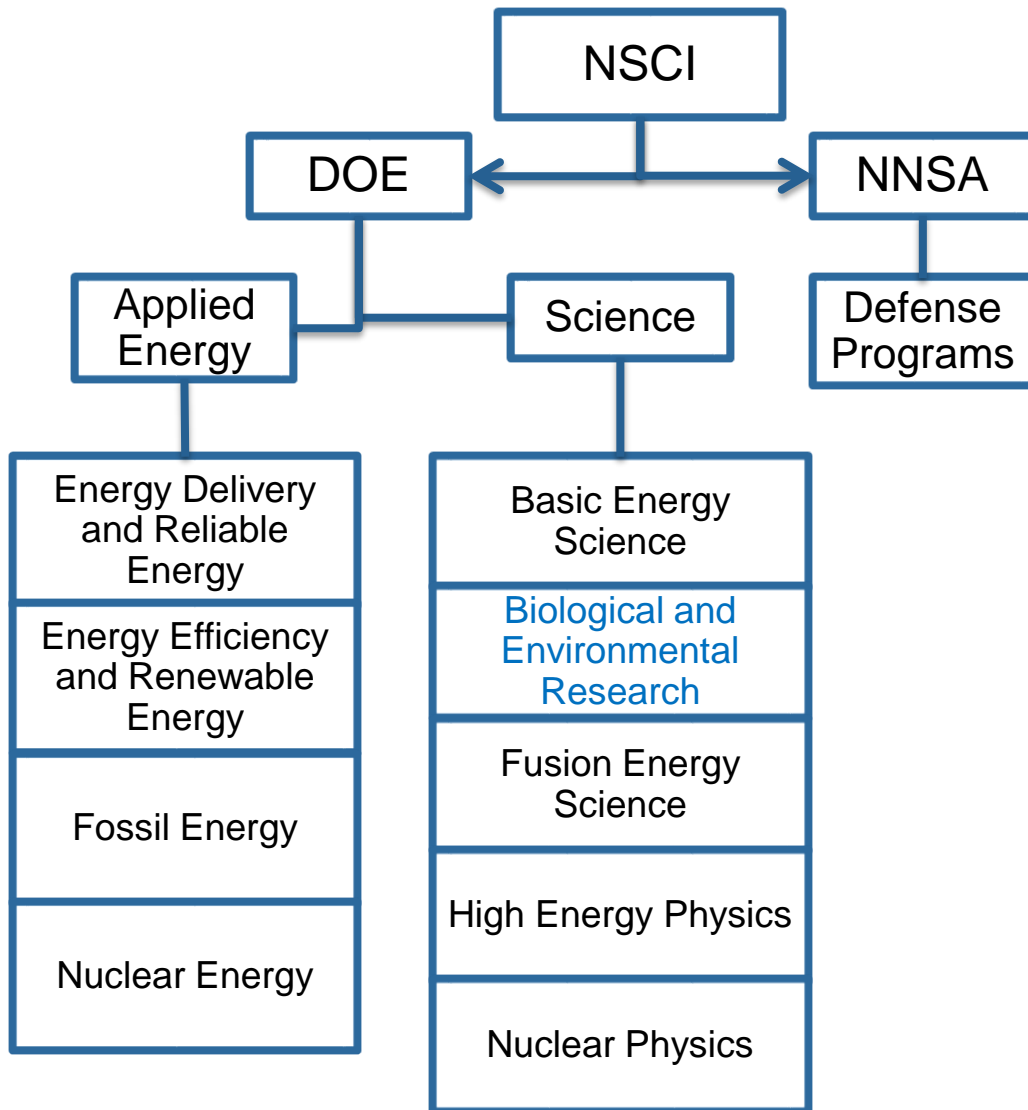 NSCI
DOE
NNSA
Applied
Energy
Science
Defense
Programs
Energy Delivery
and Reliable
Energy
Energy Efficiency
and Renewable
Energy
Fossil Energy
Nuclear Energy
Basic Energy
Science
Biological and
Environmental
Research
Fusion Energy
Science
High Energy Physics
Nuclear Physics